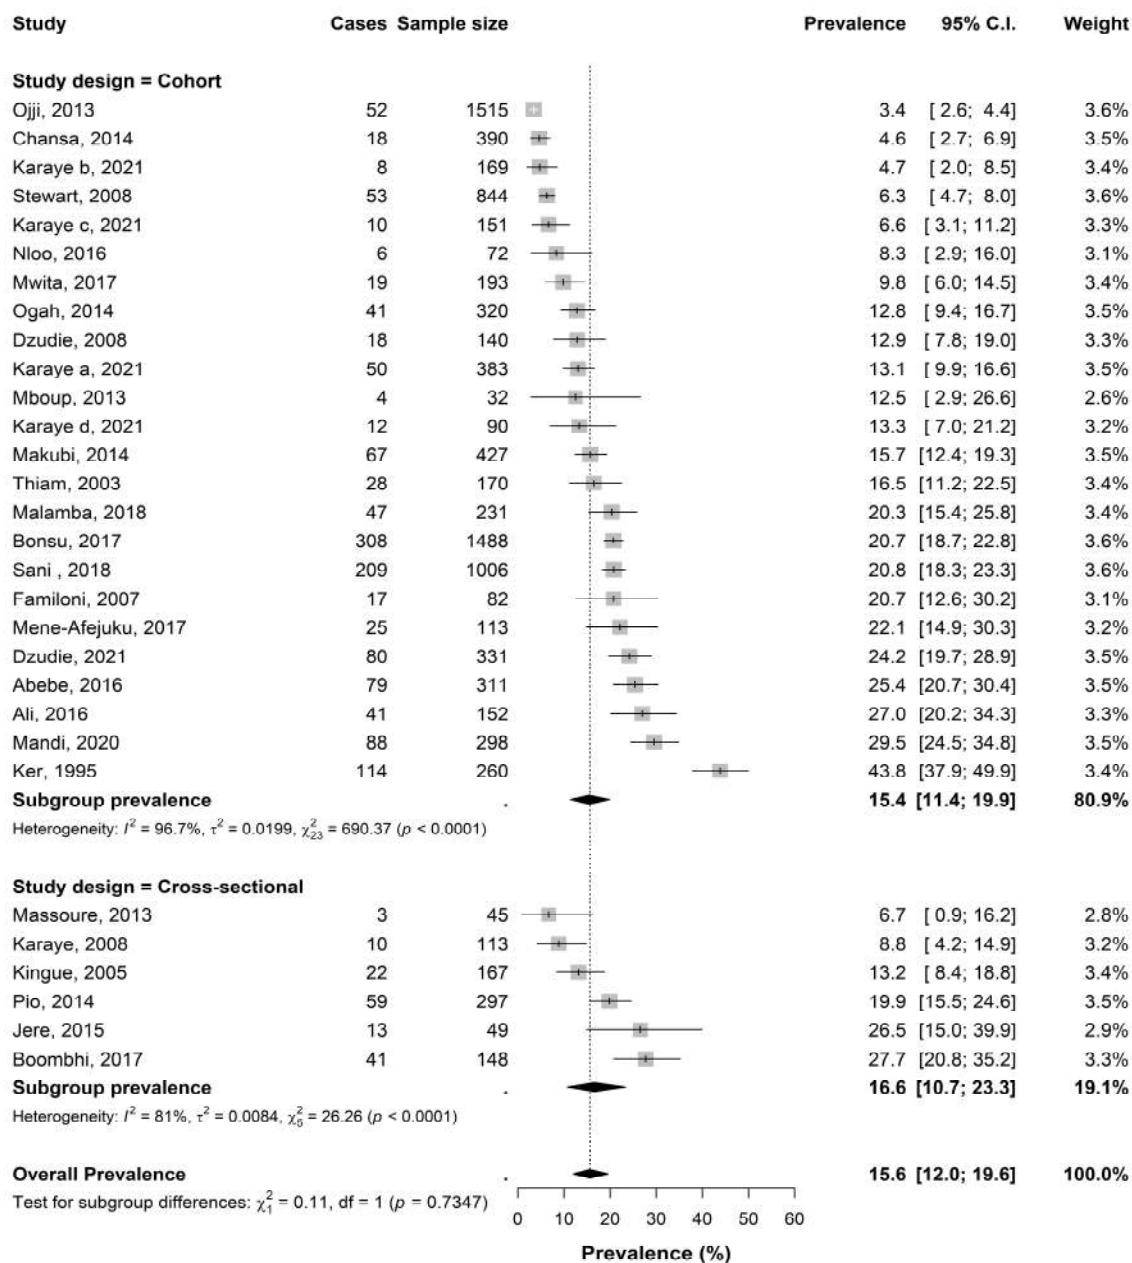 Study Cases Sample size Prevalence 95% C.I. Weight
Study design = Cohort
Ojji, 2013 52 1515 3.4 [ 2.6; 4.4] 3.6%
Chansa, 2014 18 390 4.6 [ 2.7; 6.9] 3.5%
Karaye b, 2021 8 169 4.7 [ 2.0; 8.5] 3.4%
Stewart, 2008 53 844 6.3 [ 4.7; 8.0] 3.6%
Karaye c, 2021 10 151 6.6 [ 3.1; 11.2] 3.3%
Nloo, 2016 6 72 8.3 [ 2.9; 16.0] 3.1%
Mwita, 2017 19 193 9.8 [ 6.0; 14.5] 3.4%
Ogah, 2014 41 320 12.8 [ 9.4; 16.7] 3.5%
Dzudie, 2008 18 140 12.9 [ 7.8; 19.0] 3.3%
Karaye a, 2021 50 383 13.1 [ 9.9; 16.6] 3.5%
Mboup, 2013 4 32 12.5 [ 2.9; 26.6] 2.6%
Karaye d, 2021 12 90 13.3 [ 7.0; 21.2] 3.2%
Makubi, 2014 67 427 15.7 [12.4; 19.3] 3.5%
Thiam, 2003 28 170 16.5 [11.2; 22.5] 3.4%
Malamba, 2018 47 231 20.3 [15.4; 25.8] 3.4%
Bonsu, 2017 308 1488 20.7 [18.7; 22.8] 3.6%
Sani , 2018 209 1006 20.8 [18.3; 23.3] 3.6%
Familoni, 2007 17 82 20.7 [12.6; 30.2] 3.1%
Mene-Afejuku, 2017 25 113 22.1 [14.9; 30.3] 3.2%
Dzudie, 2021 80 331 24.2 [19.7; 28.9] 3.5%
Abebe, 2016 79 311 25.4 [20.7; 30.4] 3.5%
Ali, 2016 41 152 27.0 [20.2; 34.3] 3.3%
Mandi, 2020 88 298 29.5 [24.5; 34.8] 3.5%
Ker, 1995 114 260 43.8 [37.9; 49.9] 3.4%
Subgroup prevalence . 15.4 [11.4; 19.9] 80.9%
Heterogeneity: I² = 96.7%, τ² = 0.0199, χ²₂₃ = 690.37 (p < 0.0001)
Study design = Cross-sectional
Massoure, 2013 3 45 6.7 [ 0.9; 16.2] 2.8%
Karaye, 2008 10 113 8.8 [ 4.2; 14.9] 3.2%
Kingue, 2005 22 167 13.2 [ 8.4; 18.8] 3.4%
Pio, 2014 59 297 19.9 [15.5; 24.6] 3.5%
Jere, 2015 13 49 26.5 [15.0; 39.9] 2.9%
Boombhi, 2017 41 148 27.7 [20.8; 35.2] 3.3%
Subgroup prevalence . 16.6 [10.7; 23.3] 19.1%
Heterogeneity: I² = 81%, τ² = 0.0084, χ²₅ = 26.26 (p < 0.0001)
Overall Prevalence . 15.6 [12.0; 19.6] 100.0%
Test for subgroup differences: χ²₁ = 0.11, df = 1 (p = 0.7347)
0 10 20 30 40 50 60
Prevalence (%)